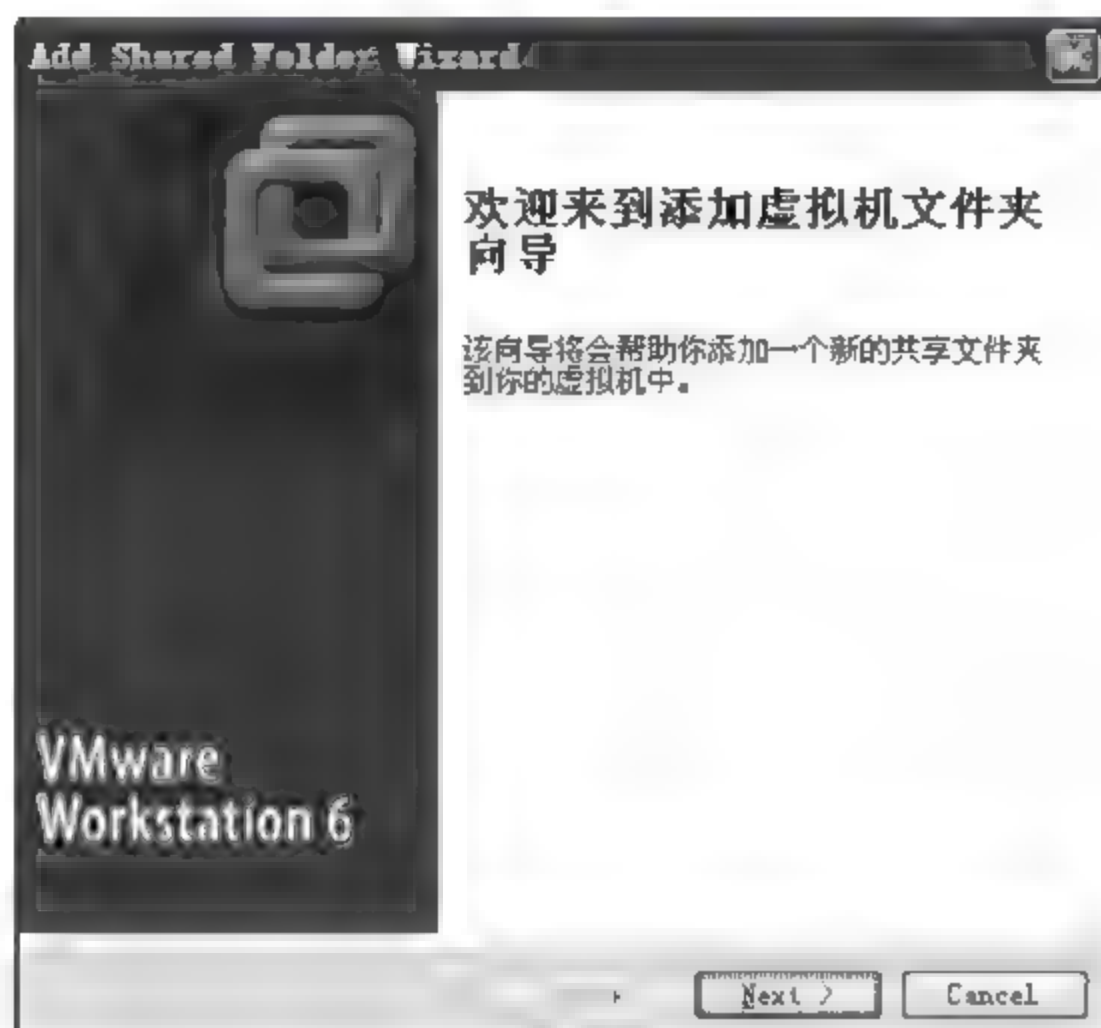 Add Shared Folder Wizard
欢迎来到添加虚拟机文件夹
向导
该向导将会帮助你添加一个新的共享文件夹
到你的虚拟机中。
VMware
Workstation 6
Next >
Cancel